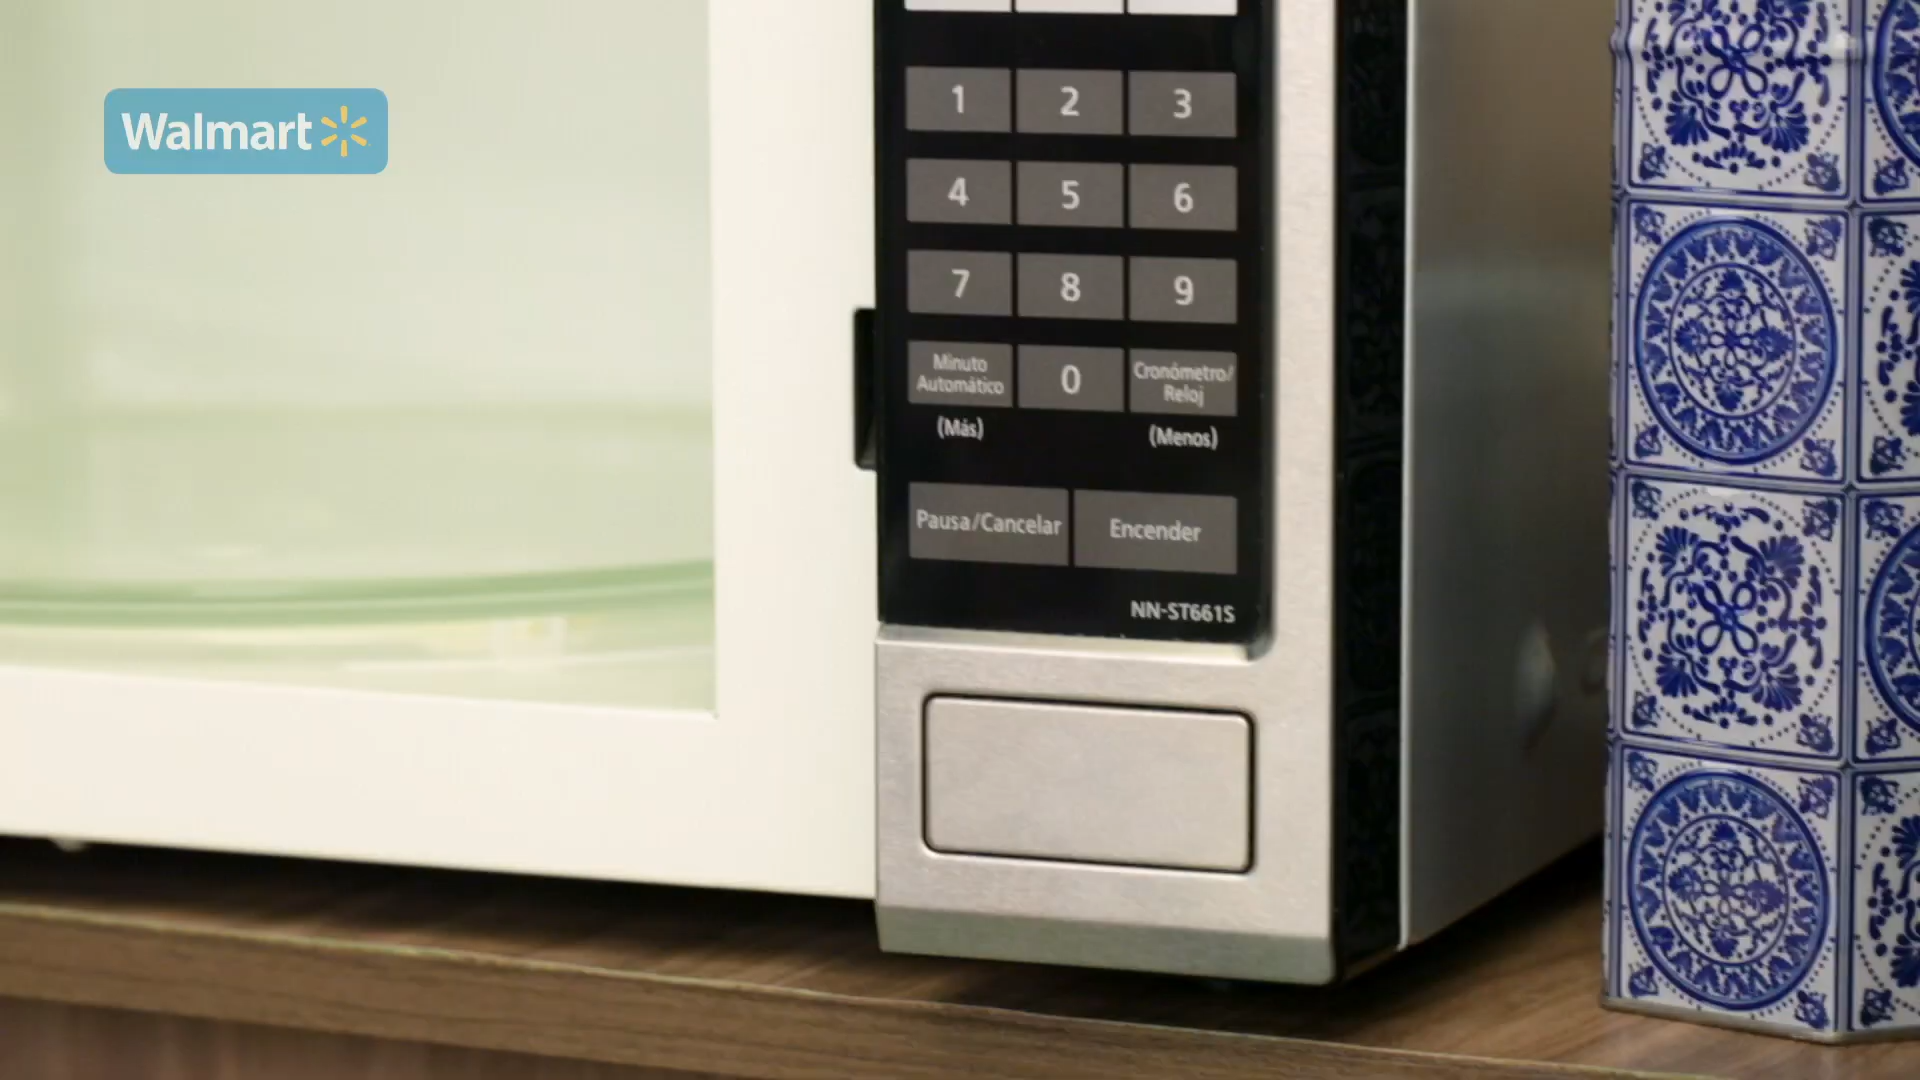 Walmart
1 2 3
4 5 6
7 8 9
Minuto
Automático
0
Cronómetro/
Reloj
(Más)
(Menos)
Pausa/Cancelar
Encender
NN-ST661S